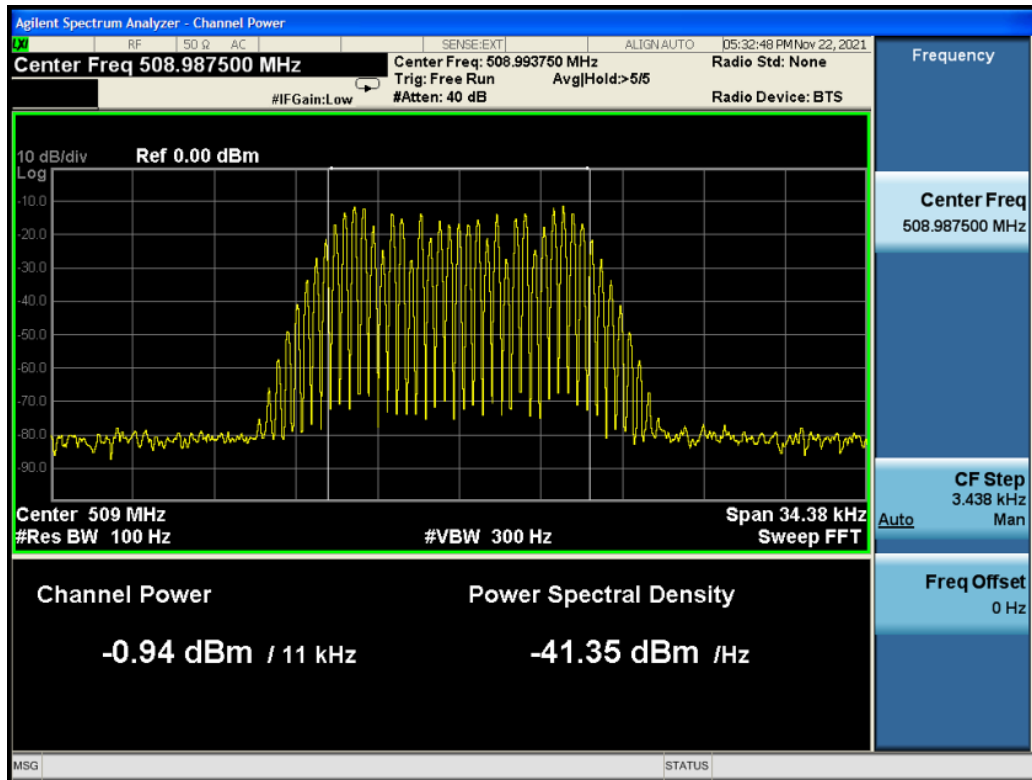 Agilent Spectrum Analyzer - Channel Power
LXI RF 50 Ω AC SENSE:EXT ALIGN AUTO 05:32:48 PM Nov 22, 2021
Center Freq 508.987500 MHz
Center Freq: 508.993750 MHz
Radio Std: None
Trig: Free Run Avg|Hold:>5/5
#IFGain:Low
#Atten: 40 dB
Radio Device: BTS
10 dB/div Ref 0.00 dBm
Log
-10.0
-20.0
-30.0
-40.0
-50.0
-60.0
-70.0
-80.0
-90.0
Center 509 MHz
Span 34.38 kHz
#Res BW 100 Hz
#VBW 300 Hz
Sweep FFT
Channel Power
Power Spectral Density
-0.94 dBm / 11 kHz
-41.35 dBm /Hz
Frequency
Center Freq
508.987500 MHz
CF Step
3.438 kHz
Auto Man
Freq Offset
0 Hz
MSG
STATUS